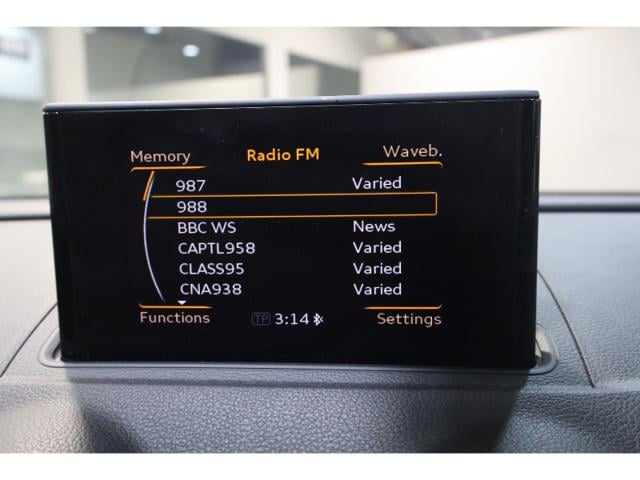 Memory Radio FM Waveb.
987 Varied
988
BBC WS News
CAPTL958 Varied
CLASS95 Varied
CNA938 Varied
Functions TP 3:14 Settings